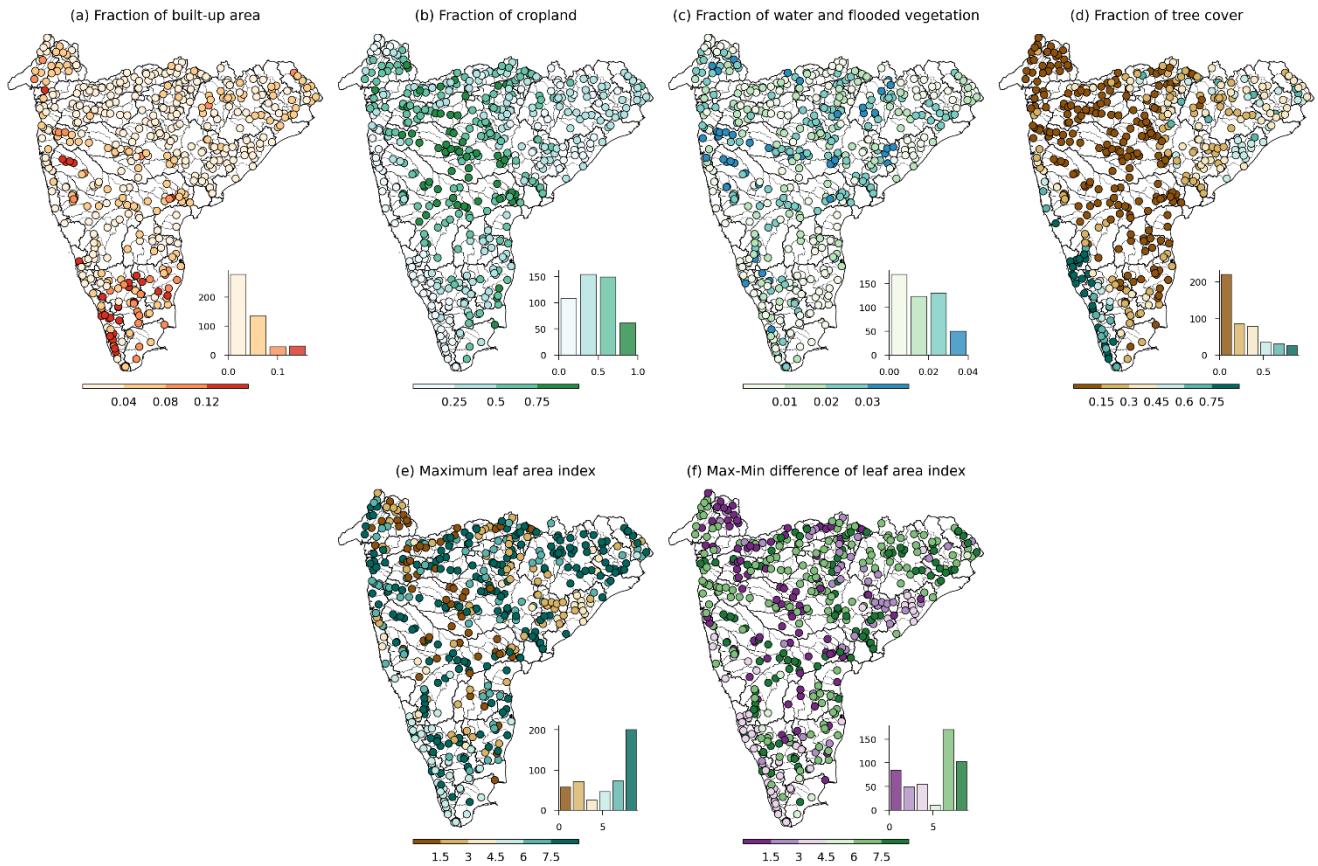 (a) Fraction of built-up area
(b) Fraction of cropland
(c) Fraction of water and flooded vegetation
(d) Fraction of tree cover
200
100
0
0.0 0.1
0.04 0.08 0.12
150
100
50
0
0.0 0.5 1.0
0.25 0.5 0.75
150
100
50
0
0.00 0.02 0.04
0.01 0.02 0.03
200
100
0
0.0 0.5
0.15 0.3 0.45 0.6 0.75
(e) Maximum leaf area index
(f) Max-Min difference of leaf area index
200
100
0
0 5
1.5 3 4.5 6 7.5
150
100
50
0
0 5
1.5 3 4.5 6 7.5